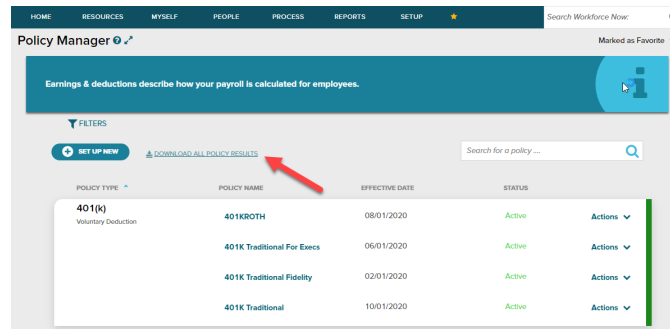 HOME RESOURCES MYSELF PEOPLE PROCESS REPORTS SETUP Search Workforce Now:
Policy Manager Marked as Favorite
Earnings & deductions describe how your payroll is calculated for employees.
FILTERS
SET UP NEW DOWNLOAD ALL POLICY RESULTS Search for a policy ....
POLICY TYPE POLICY NAME EFFECTIVE DATE STATUS
401(k) 401KROTH 08/01/2020 Active Actions
Voluntary Deduction
401K Traditional For Execs 06/01/2020 Active Actions
401K Traditional Fidelity 02/01/2020 Active Actions
401K Traditional 10/01/2020 Active Actions